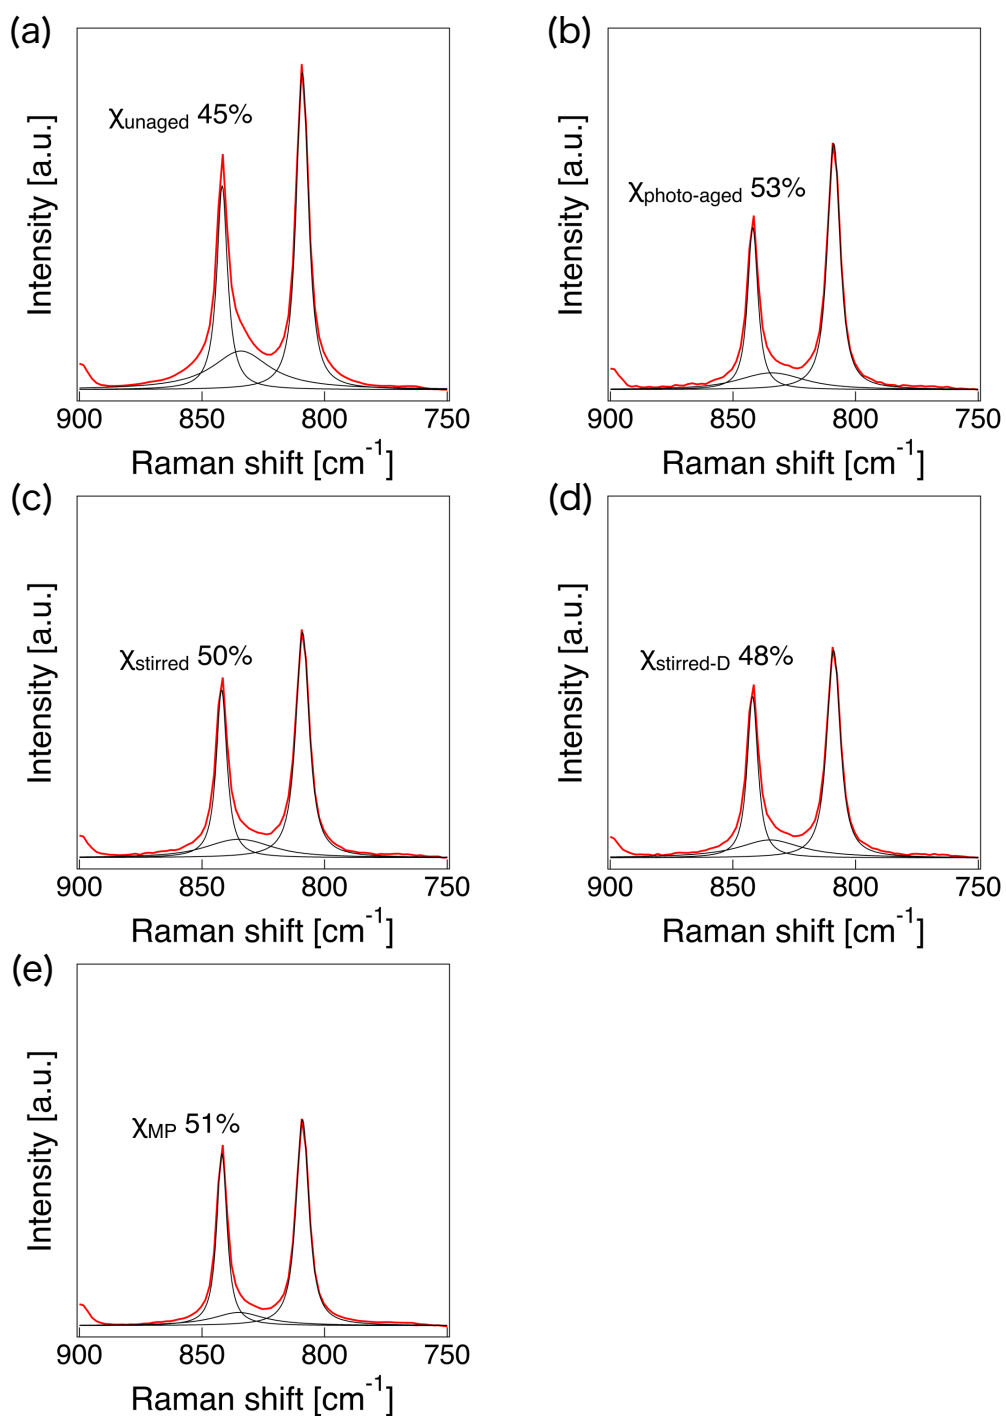 (a)
χunaged 45%
Intensity [a.u.]
900 850 800 750
Raman shift [cm-1]
(b)
χphoto-aged 53%
Intensity [a.u.]
900 850 800 750
Raman shift [cm-1]
(c)
χstirred 50%
Intensity [a.u.]
900 850 800 750
Raman shift [cm-1]
(d)
χstirred-D 48%
Intensity [a.u.]
900 850 800 750
Raman shift [cm-1]
(e)
χMP 51%
Intensity [a.u.]
900 850 800 750
Raman shift [cm-1]